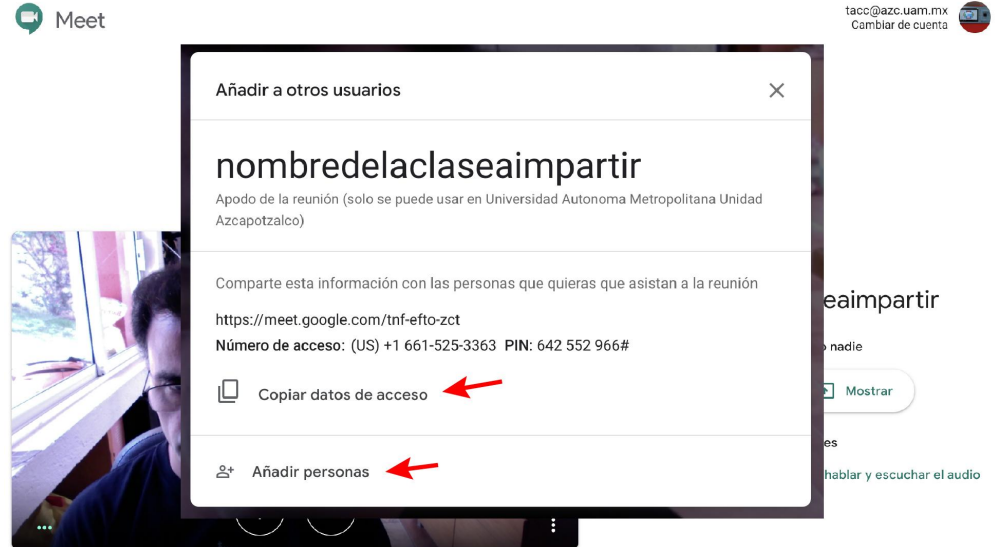 Meet
tacc@azc.uam.mx
Cambiar de cuenta
Añadir a otros usuarios
nombredelaclaseaimpartir
Apodo de la reunión (solo se puede usar en Universidad Autonoma Metropolitana Unidad
Azcapotzalco)
Comparte esta información con las personas que quieras que asistan a la reunión
https://meet.google.com/tnf-efto-zct
Número de acceso: (US) +1 661-525-3363 PIN: 642 552 966#
Copiar datos de acceso
Añadir personas
eaimpartir
o nadie
Mostrar
es
hablar y escuchar el audio